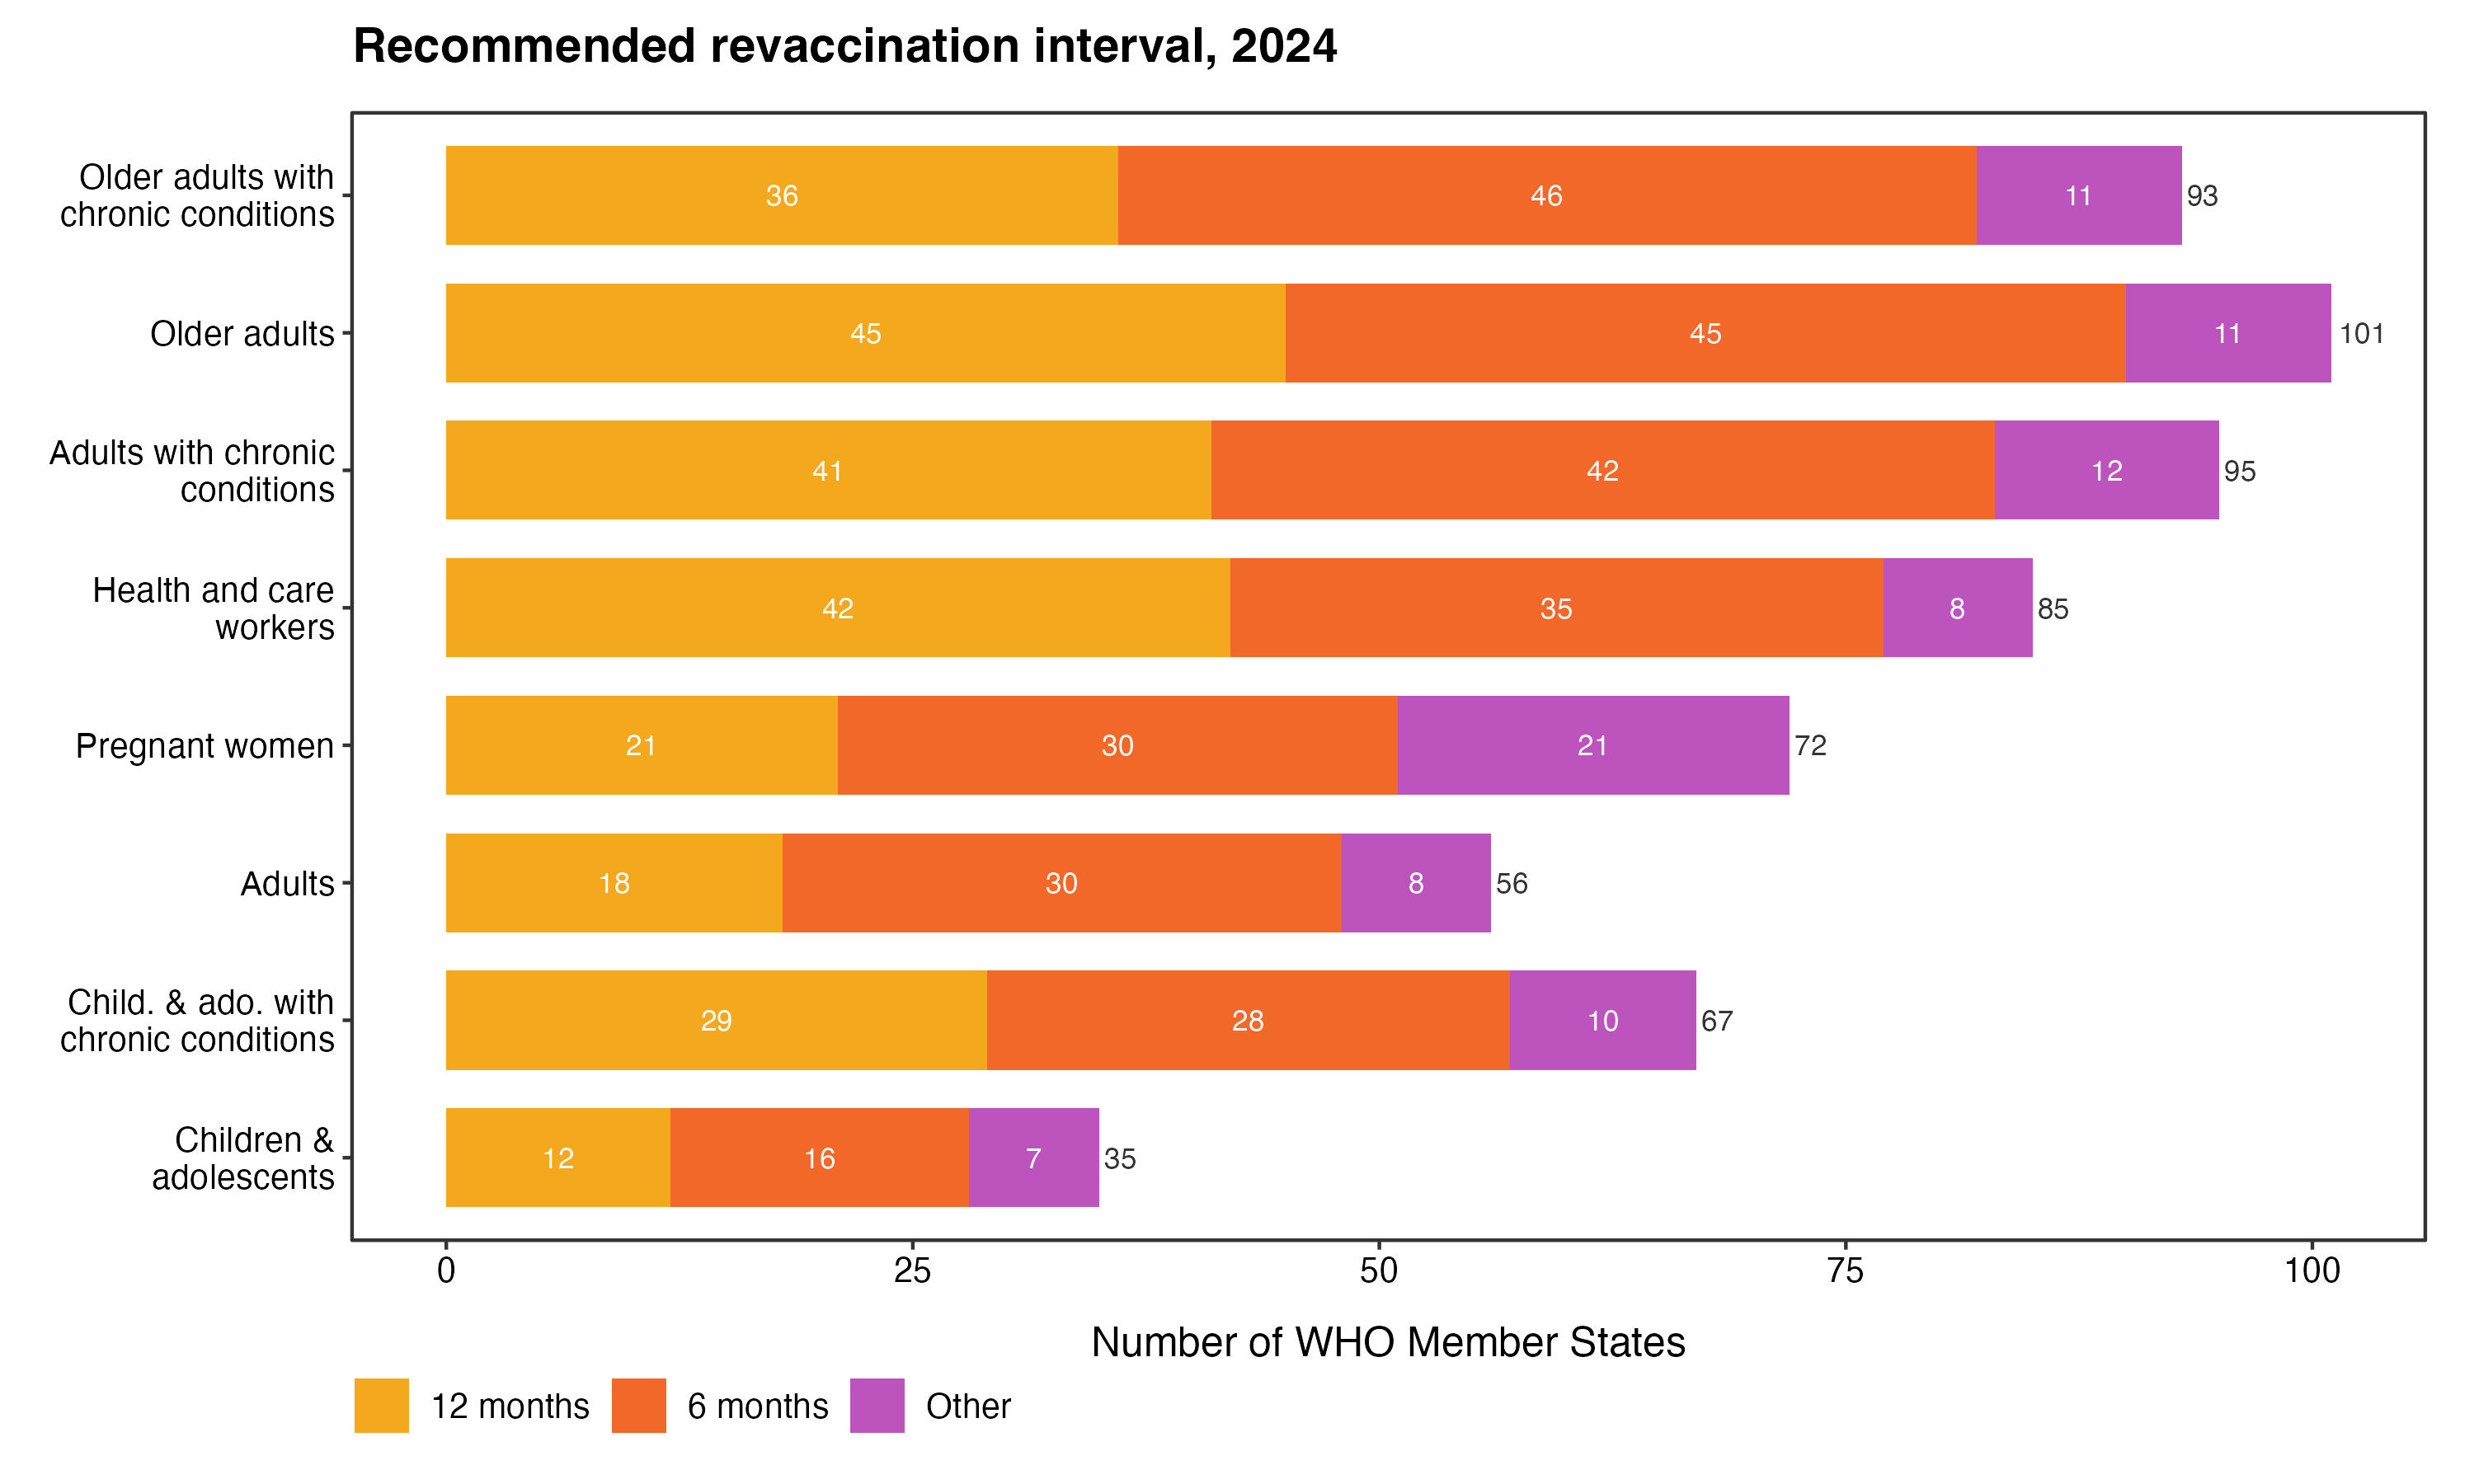 Recommended revaccination interval, 2024
Older adults with
chronic conditions
36 46 11 93
Older adults
45 45 11 101
Adults with chronic
conditions
41 42 12 95
Health and care
workers
42 35 8 85
Pregnant women
21 30 21 72
Adults
18 30 8 56
Child. & ado. with
chronic conditions
29 28 10 67
Children &
adolescents
12 16 7 35
0 25 50 75 100
Number of WHO Member States
12 months 6 months Other